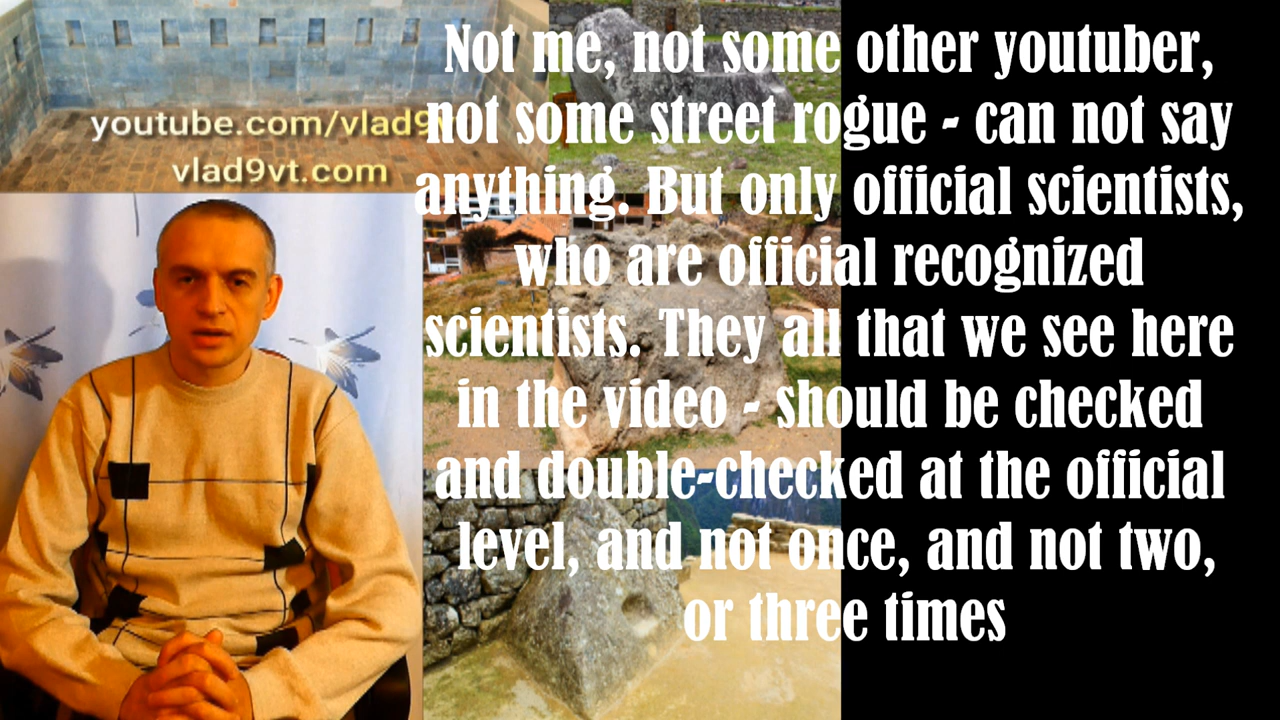 youtube.com/vlad9vt
vlad9vt.com
Not me, not some other youtuber,
not some street rogue - can not say
anything. But only official scientists,
who are official recognized
scientists. They all that we see here
in the video - should be checked
and double-checked at the official
level, and not once, and not two,
or three times